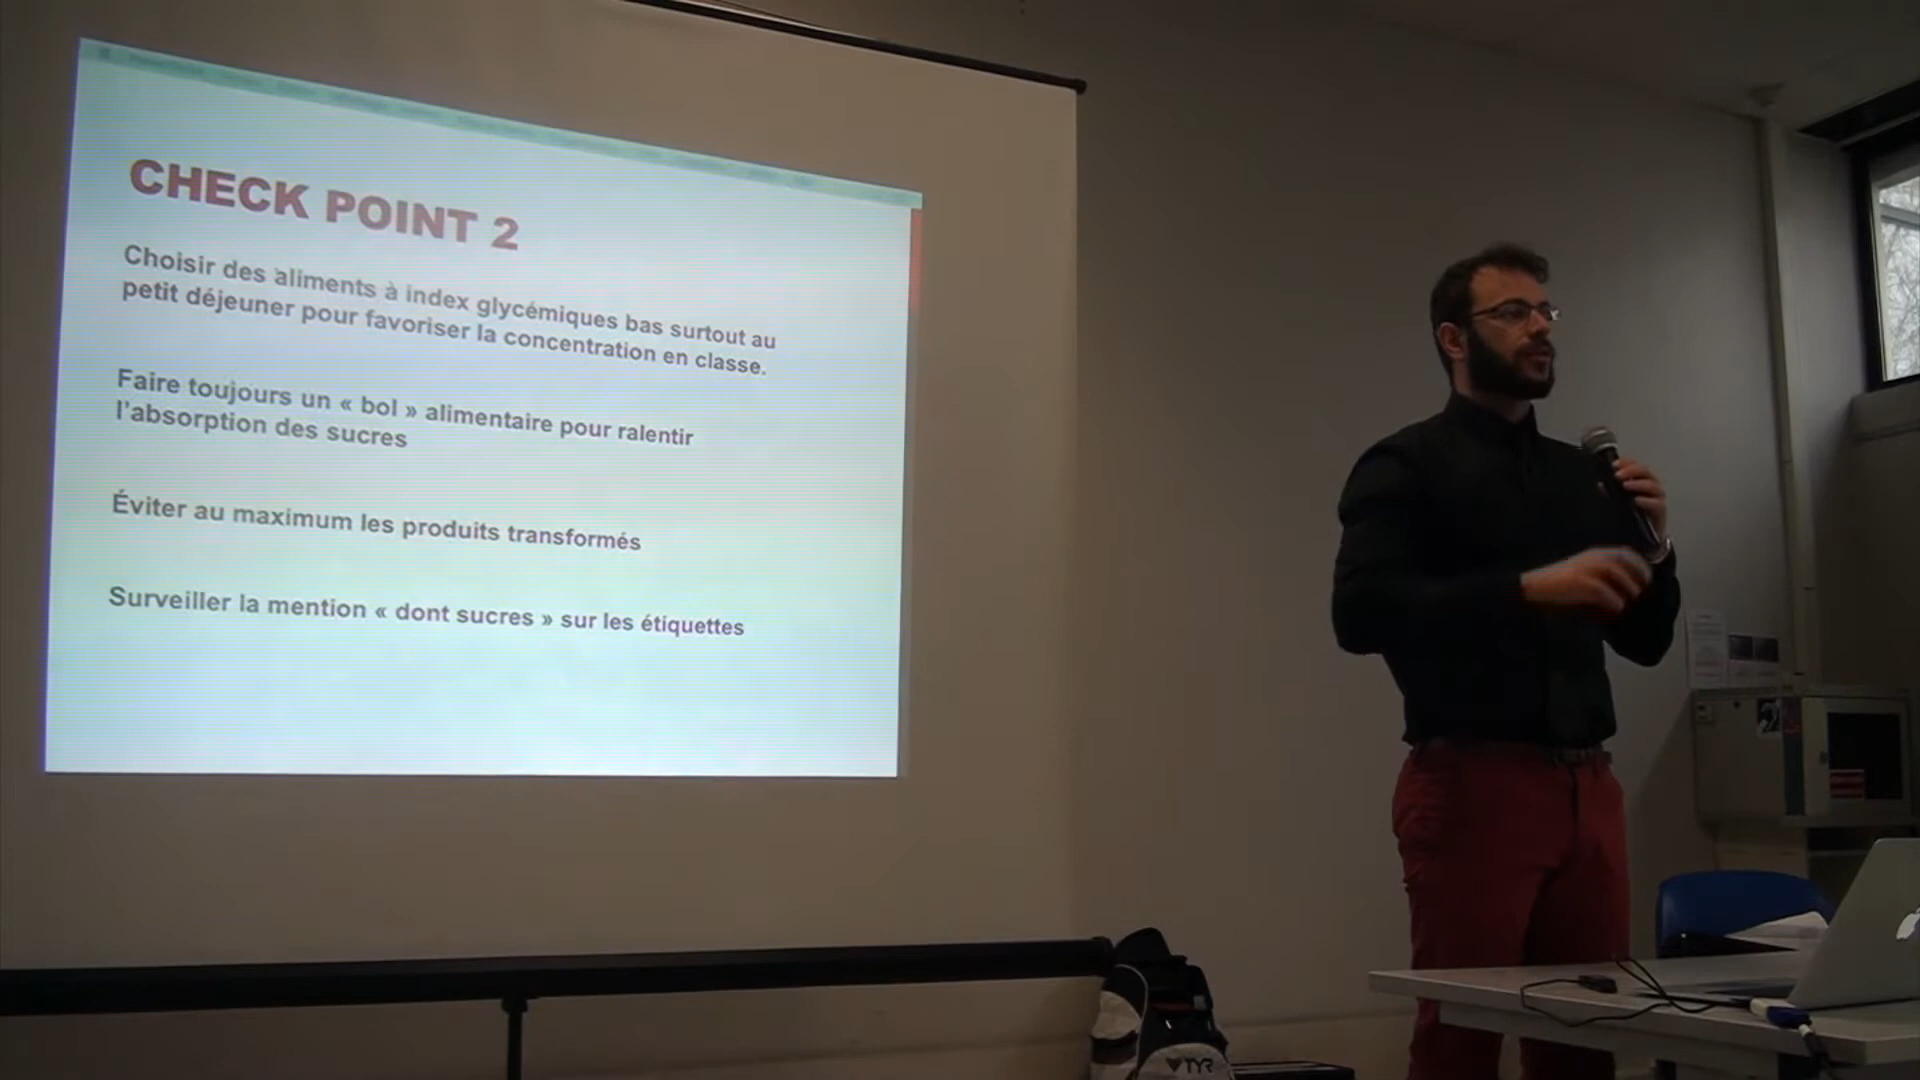 CHECK POINT 2
Choisir des aliments à index glycémiques bas surtout au
petit déjeuner pour favoriser la concentration en classe.
Faire toujours un « bol » alimentaire pour ralentir
l'absorption des sucres
Éviter au maximum les produits transformés
Surveiller la mention « dont sucres » sur les étiquettes
TYR